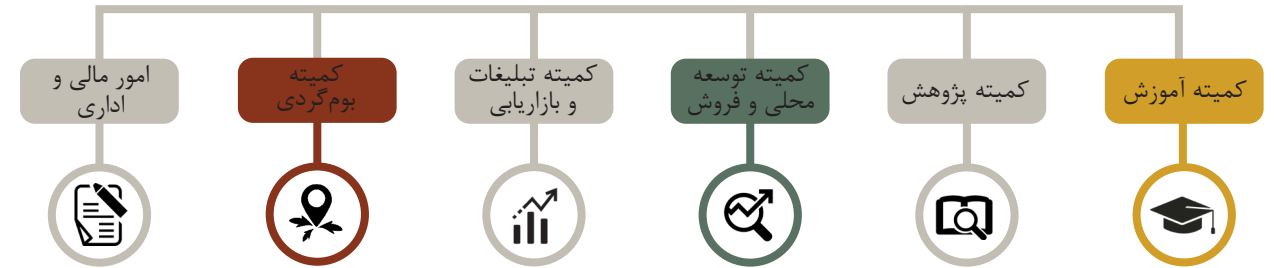 کمیته آموزش
کمیته پژوهش
کمیته توسعه
محلی و فروش
کمیته تبلیغات
و بازاریابی
کمیته
بوم‌گردی
امور مالی و
اداری